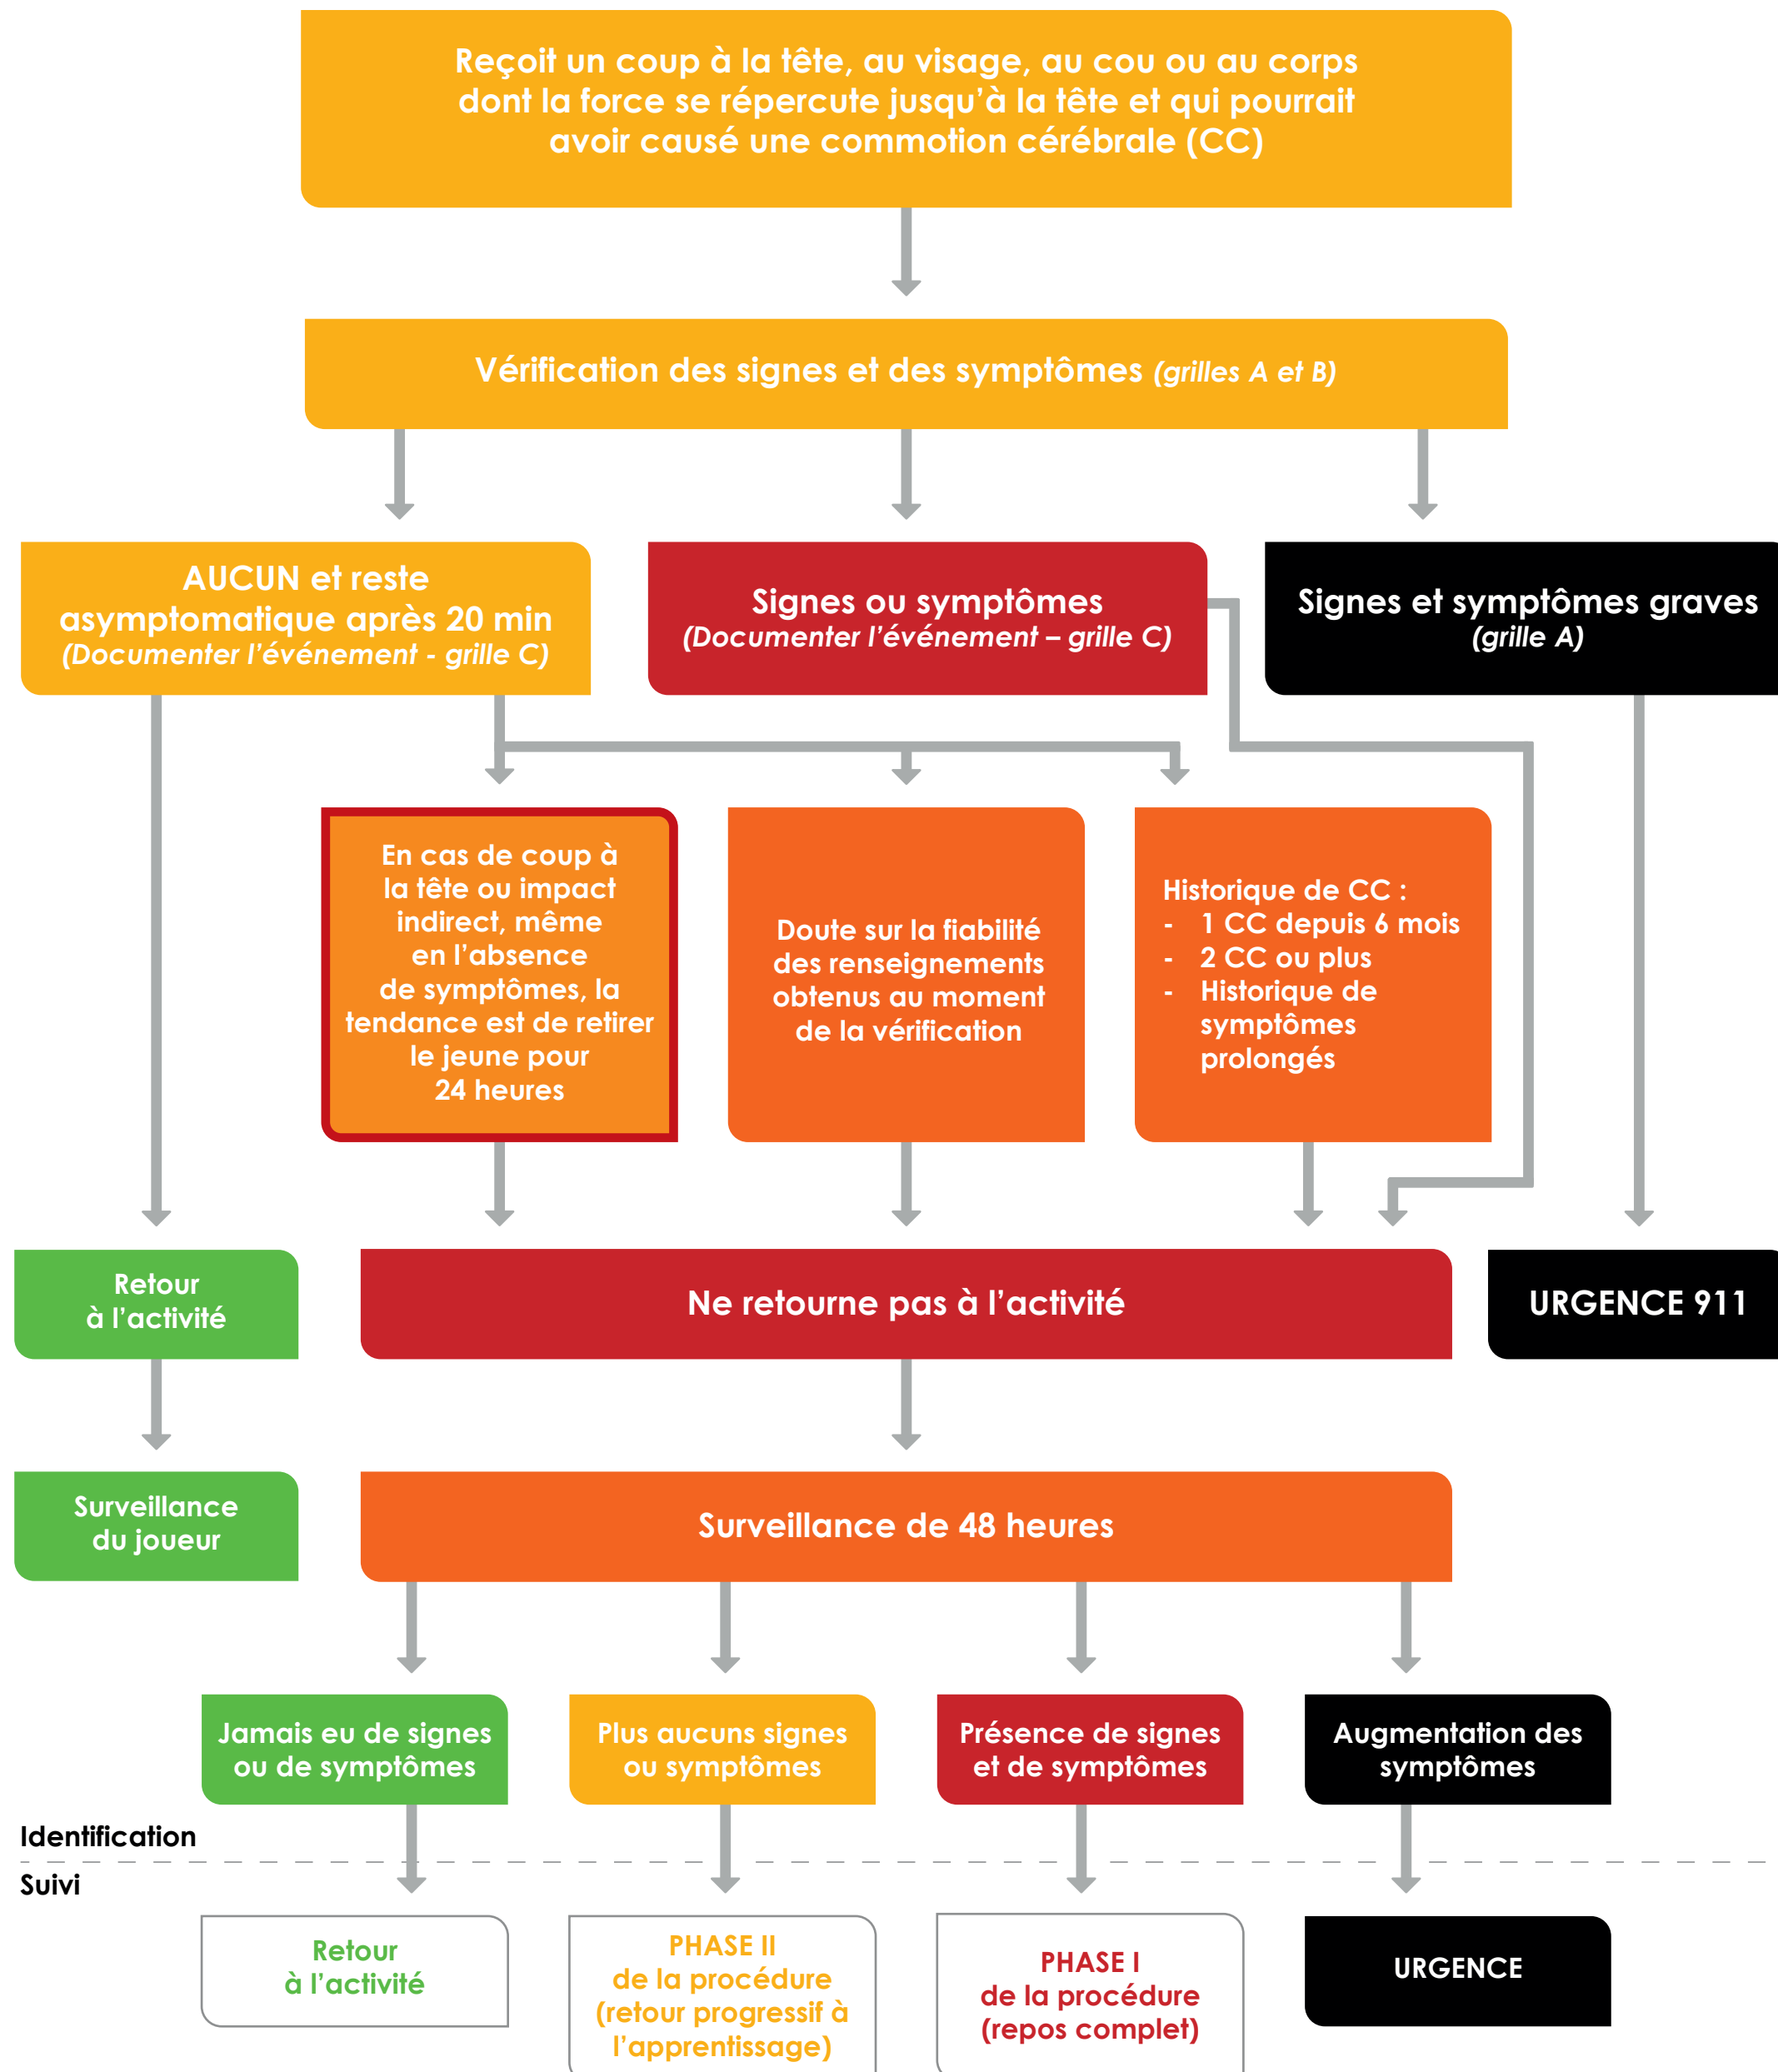 Reçoit un coup à la tête, au visage, au cou ou au corps
dont la force se répercute jusqu'à la tête et qui pourrait
avoir causé une commotion cérébrale (CC)
Vérification des signes et des symptômes (grilles A et B)
AUCUN et reste
asymptomatique après 20 min
(Documenter l'événement - grille C)
Signes ou symptômes
(Documenter l'événement – grille C)
Signes et symptômes graves
(grille A)
En cas de coup à
la tête ou impact
indirect, même
en l'absence
de symptômes, la
tendance est de retirer
le jeune pour
24 heures
Doute sur la fiabilité
des renseignements
obtenus au moment
de la vérification
Historique de CC :
- 1 CC depuis 6 mois
- 2 CC ou plus
- Historique de
symptômes
prolongés
Retour
à l'activité
Ne retourne pas à l'activité
URGENCE 911
Surveillance
du joueur
Surveillance de 48 heures
Jamais eu de signes
ou de symptômes
Plus aucuns signes
ou symptômes
Présence de signes
et de symptômes
Augmentation des
symptômes
Identification
Suivi
Retour
à l'activité
PHASE II
de la procédure
(retour progressif à
l'apprentissage)
PHASE I
de la procédure
(repos complet)
URGENCE